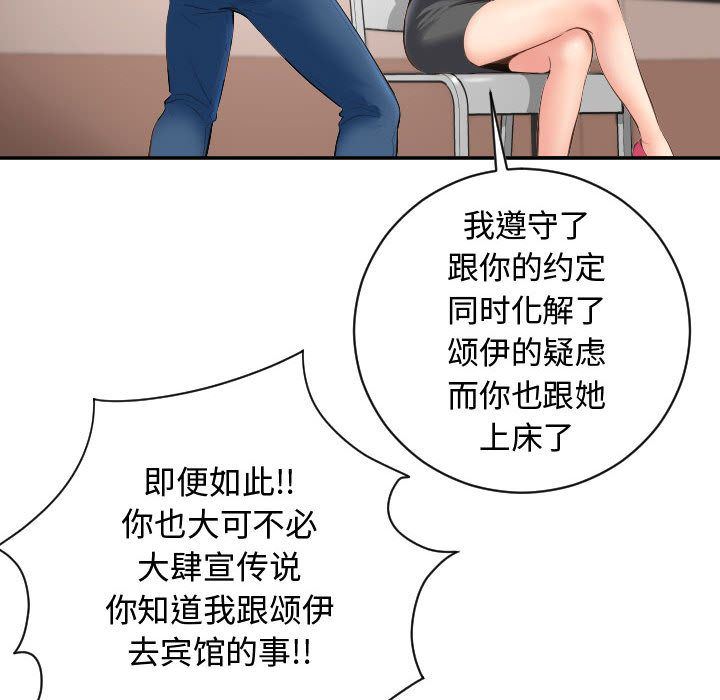 我遵守了
跟你的约定
同时化解了
颂伊的疑虑
而你也跟她
上床了
即便如此!!
你也大可不必
大肆宣传说
你知道我跟颂伊
去宾馆的事!!